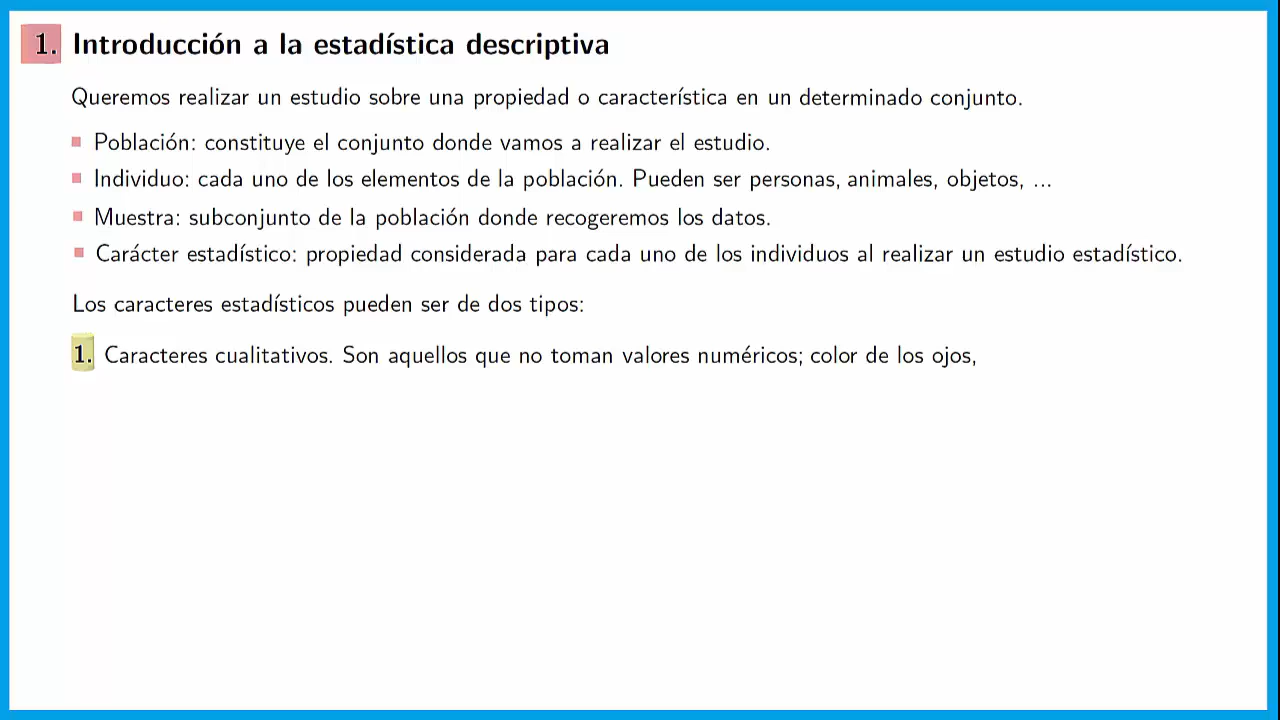 1. Introducción a la estadística descriptiva
Queremos realizar un estudio sobre una propiedad o característica en un determinado conjunto.
Población: constituye el conjunto donde vamos a realizar el estudio.
Individuo: cada uno de los elementos de la población. Pueden ser personas, animales, objetos, ...
Muestra: subconjunto de la población donde recogeremos los datos.
Carácter estadístico: propiedad considerada para cada uno de los individuos al realizar un estudio estadístico.
Los caracteres estadísticos pueden ser de dos tipos:
1. Caracteres cualitativos. Son aquellos que no toman valores numéricos; color de los ojos,